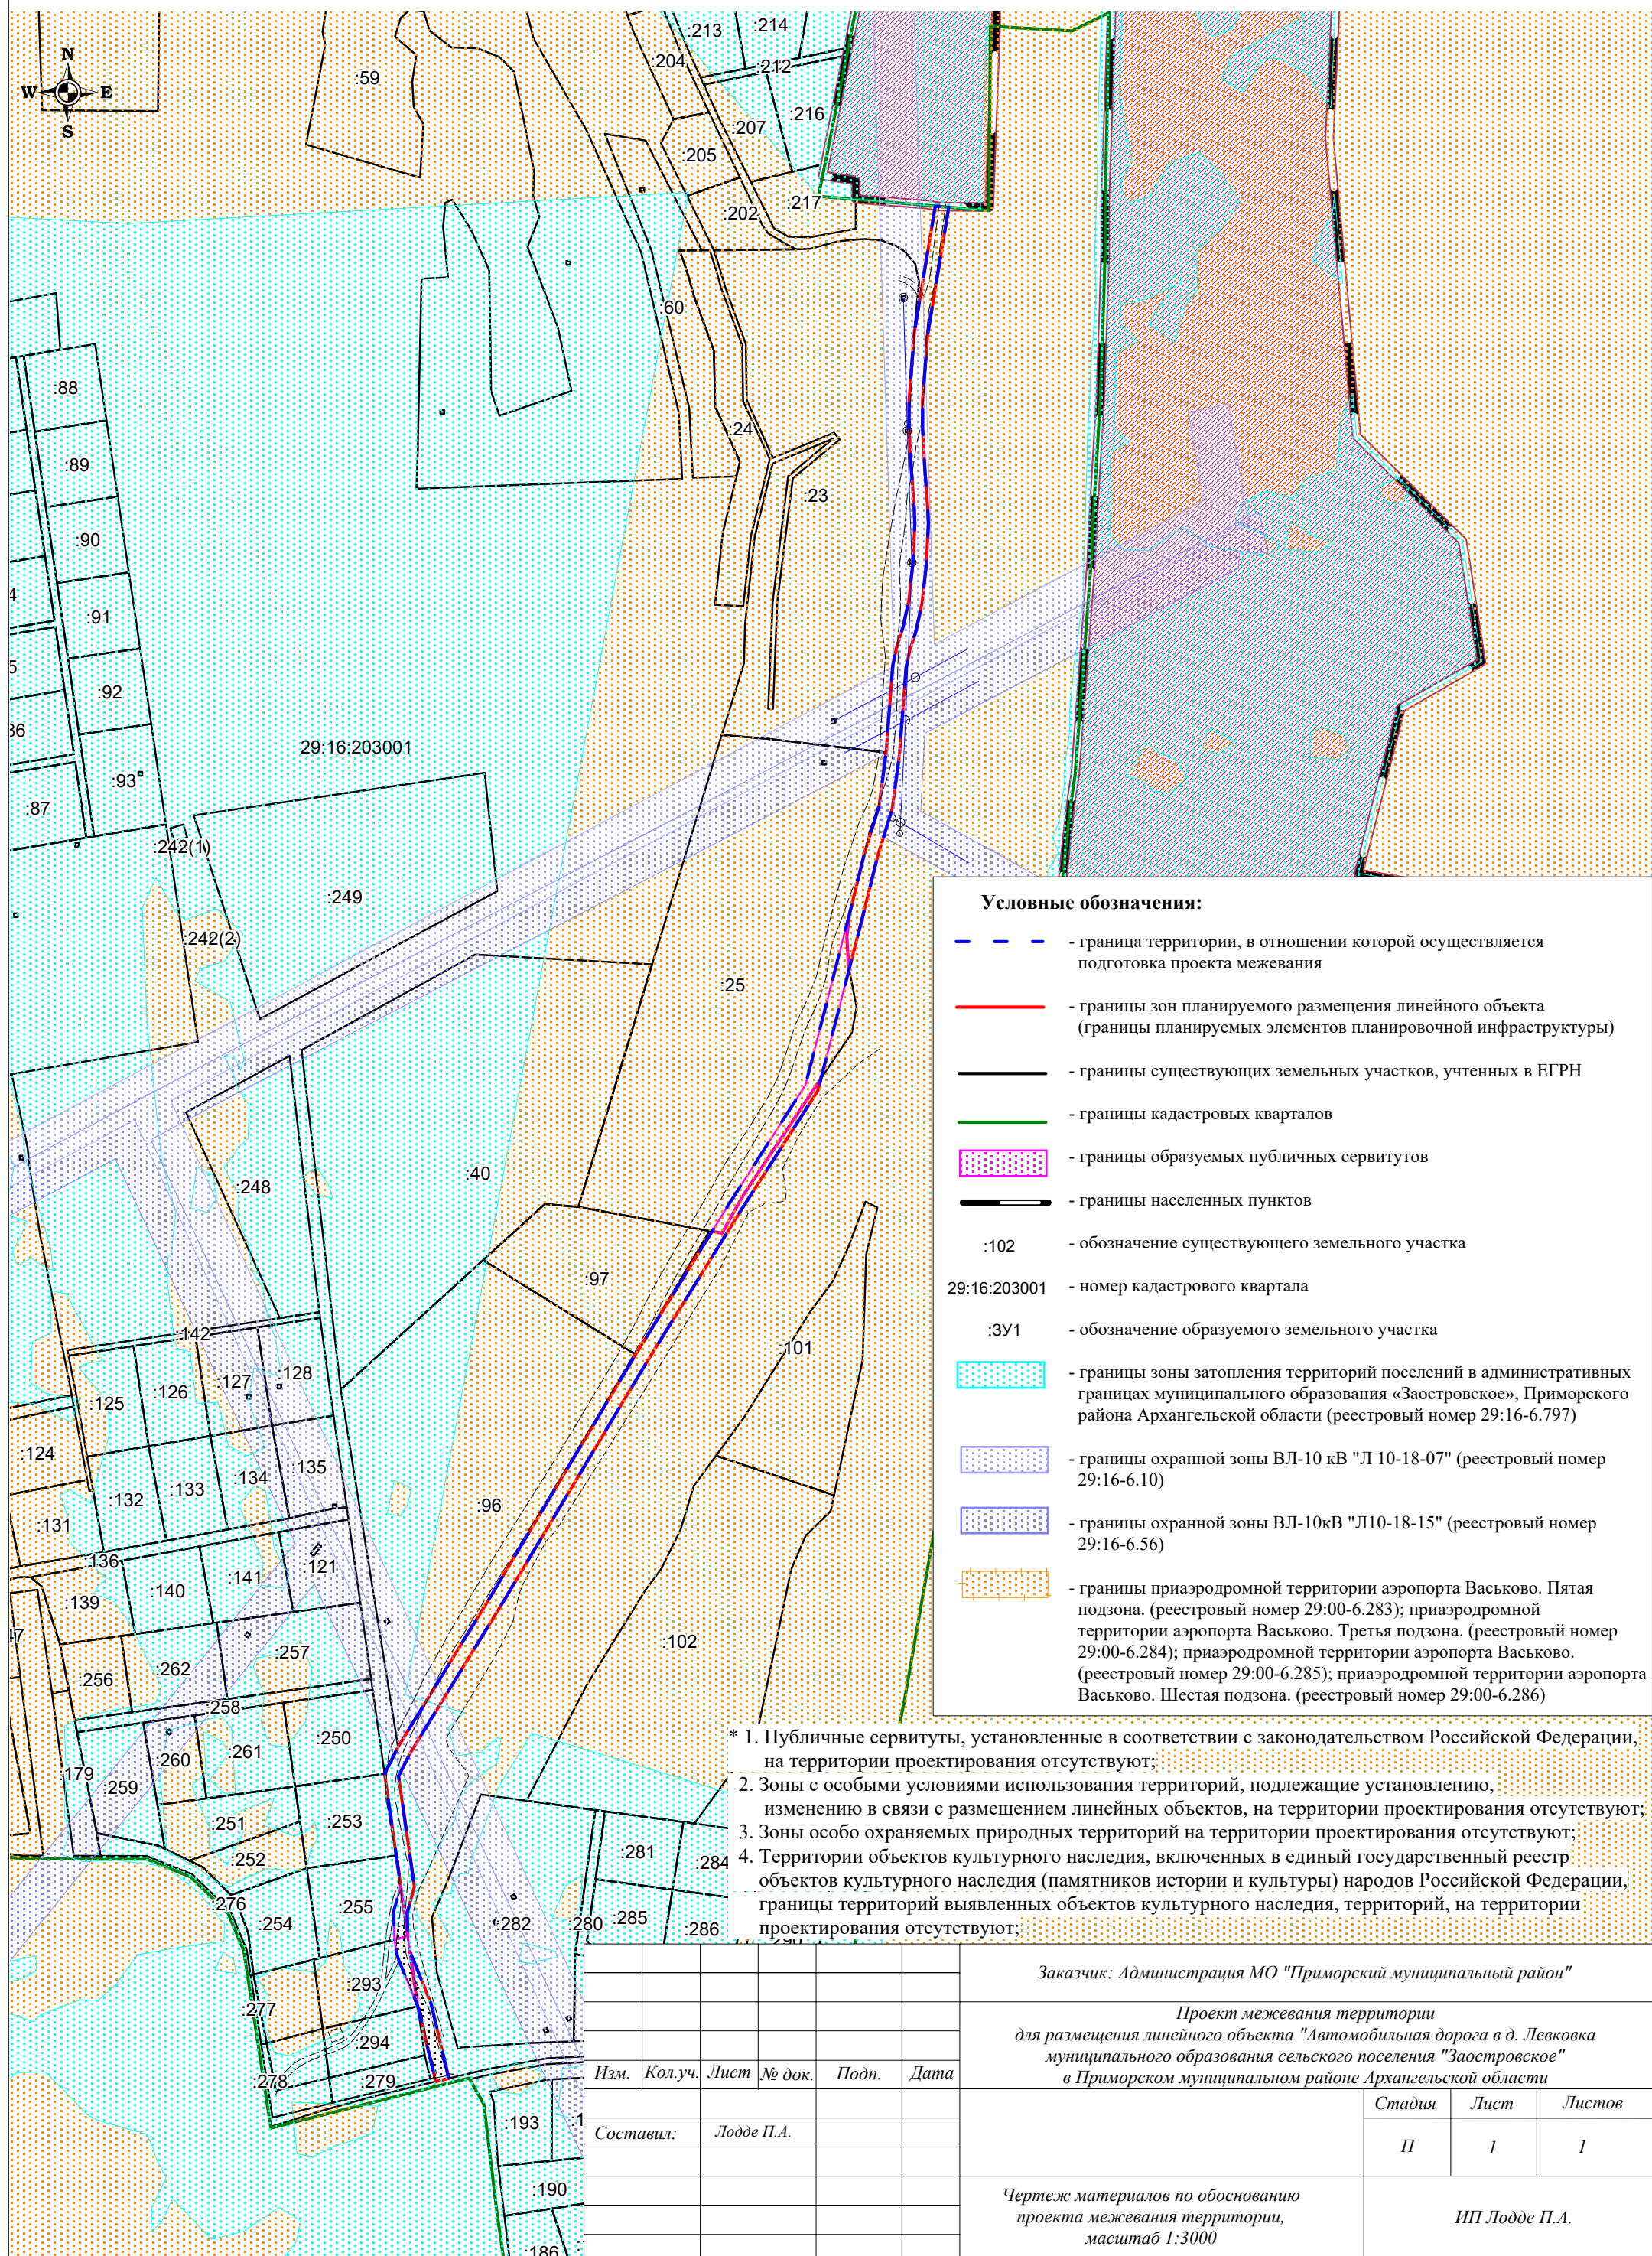 N
W E
S
:59
:204
:213
:214
:212
:216
:207
:205
:217
:202
:60
:24
:23
:88
:89
:90
:91
:92
:93
:87
29:16:203001
:242(1)
:249
:242(2)
:25
:40
:248
:97
:101
:142
:128
:127
:126
:125
:124
:135
:134
:133
:132
:131
:96
:136
:121
:141
:140
:139
:102
:257
:262
:256
:258
:250
:261
:260
:259
:179
:253
:251
:252
:281
:284
:276
:255
:254
:282
:280
:285
:286
:293
:277
:294
:278
:279
:193
:190
:186
Условные обозначения:
- граница территории, в отношении которой осуществляется
подготовка проекта межевания
- границы зон планируемого размещения линейного объекта
(границы планируемых элементов планировочной инфраструктуры)
- границы существующих земельных участков, учтенных в ЕГРН
- границы кадастровых кварталов
- границы образуемых публичных сервитутов
- границы населенных пунктов
:102 - обозначение существующего земельного участка
29:16:203001 - номер кадастрового квартала
:ЗУ1 - обозначение образуемого земельного участка
- границы зоны затопления территорий поселений в административных
границах муниципального образования «Заостровское», Приморского
района Архангельской области (реестровый номер 29:16-6.797)
- границы охранной зоны ВЛ-10 кВ "Л 10-18-07" (реестровый номер
29:16-6.10)
- границы охранной зоны ВЛ-10кВ "Л10-18-15" (реестровый номер
29:16-6.56)
- границы приаэродромной территории аэропорта Васьково. Пятая
подзона. (реестровый номер 29:00-6.283); приаэродромной
территории аэропорта Васьково. Третья подзона. (реестровый номер
29:00-6.284); приаэродромной территории аэропорта Васьково.
(реестровый номер 29:00-6.285); приаэродромной территории аэропорта
Васьково. Шестая подзона. (реестровый номер 29:00-6.286)
* 1. Публичные сервитуты, установленные в соответствии с законодательством Российской Федерации,
на территории проектирования отсутствуют;
2. Зоны с особыми условиями использования территорий, подлежащие установлению,
изменению в связи с размещением линейных объектов, на территории проектирования отсутствуют;
3. Зоны особо охраняемых природных территорий на территории проектирования отсутствуют;
4. Территории объектов культурного наследия, включенных в единый государственный реестр
объектов культурного наследия (памятников истории и культуры) народов Российской Федерации,
границы территорий выявленных объектов культурного наследия, территорий, на территории
проектирования отсутствуют;
Заказчик: Администрация МО "Приморский муниципальный район"
Проект межевания территории
для размещения линейного объекта "Автомобильная дорога в д. Левковка
муниципального образования сельского поселения "Заостровское"
в Приморском муниципальном районе Архангельской области
Изм. Кол.уч. Лист № док. Подп. Дата
Стадия Лист Листов
Составил: Лодде П.А.
П 1 1
Чертеж материалов по обоснованию
проекта межевания территории,
масштаб 1:3000
ИП Лодде П.А.